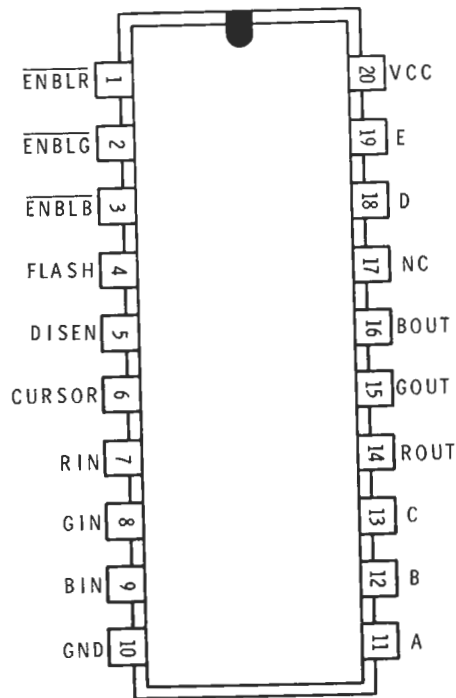 ENBLR 1 20 VCC
ENBLG 2 19 E
ENBLB 3 18 D
FLASH 4 17 NC
DISEN 5 16 BOUT
CURSOR 6 15 GOUT
RIN 7 14 ROUT
GIN 8 13 C
BIN 9 12 B
GND 10 11 A